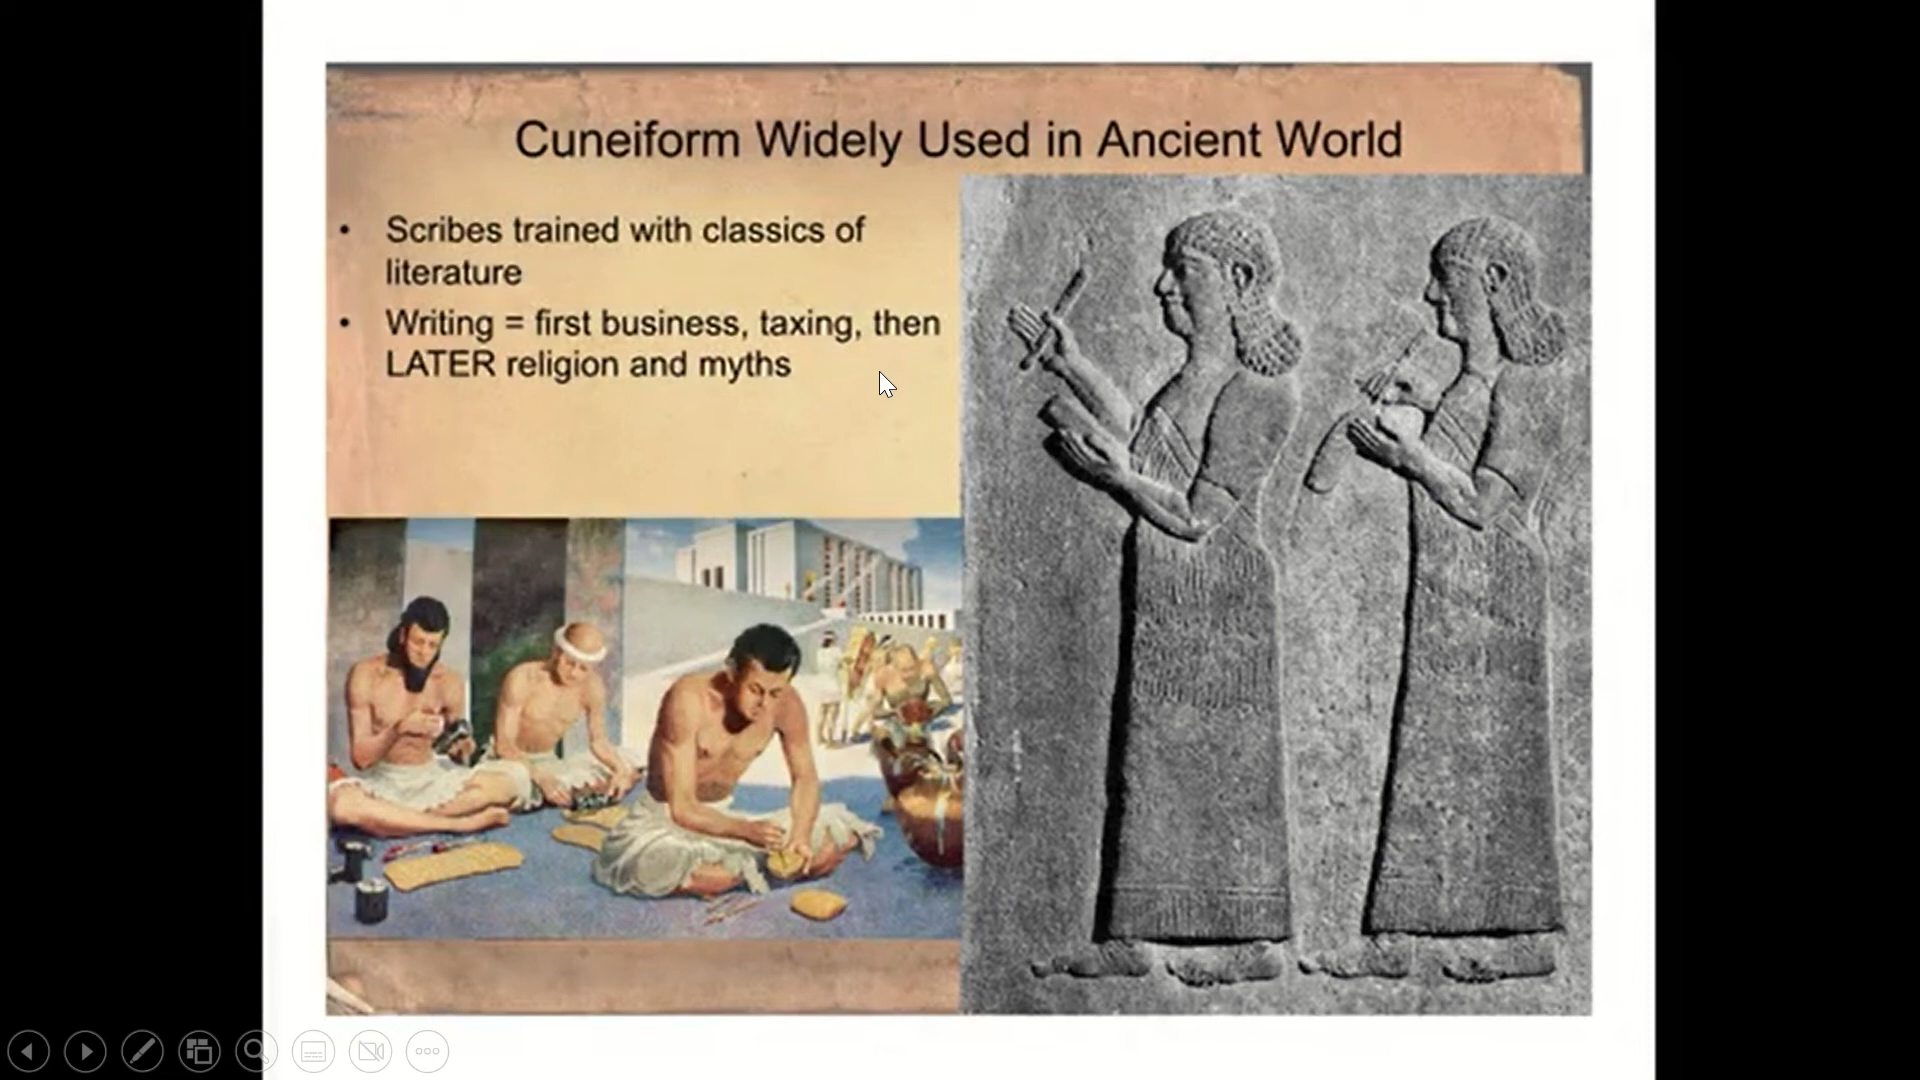 Cuneiform Widely Used in Ancient World
• Scribes trained with classics of
literature
• Writing = first business, taxing, then
LATER religion and myths